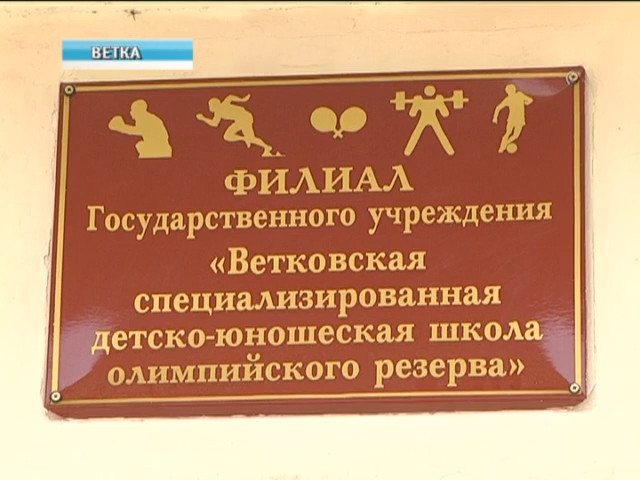 ВЕТКА
ФИЛИАЛ
Государственного учреждения
«Ветковская
специализированная
детско-юношеская школа
олимпийского резерва»